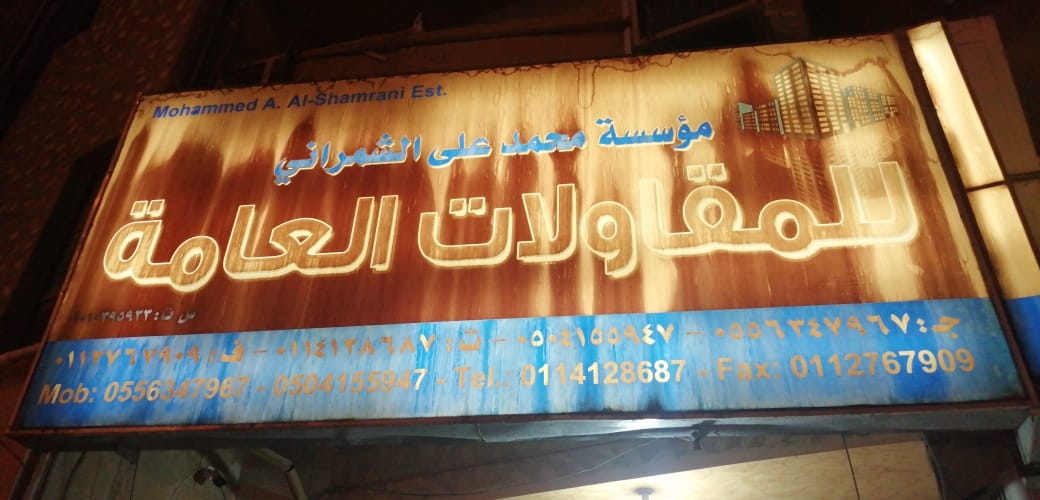 Mohammed A. Al-Shamrani Est.
مؤسسة محمد على الشمراني
للمقاولات العامة
س.ت:
جـ: ٠٥٥٦٣٤٧٩٦٧ - ٠٥٠٤١٥٥٩٤٧ - ت: ٠١١٤١٢٨٦٨٧ - ف: ٠١١٢٧٦٧٩٠٩
Mob: 0556347967 - 0504155947 - Tel.: 0114128687 - Fax: 0112767909